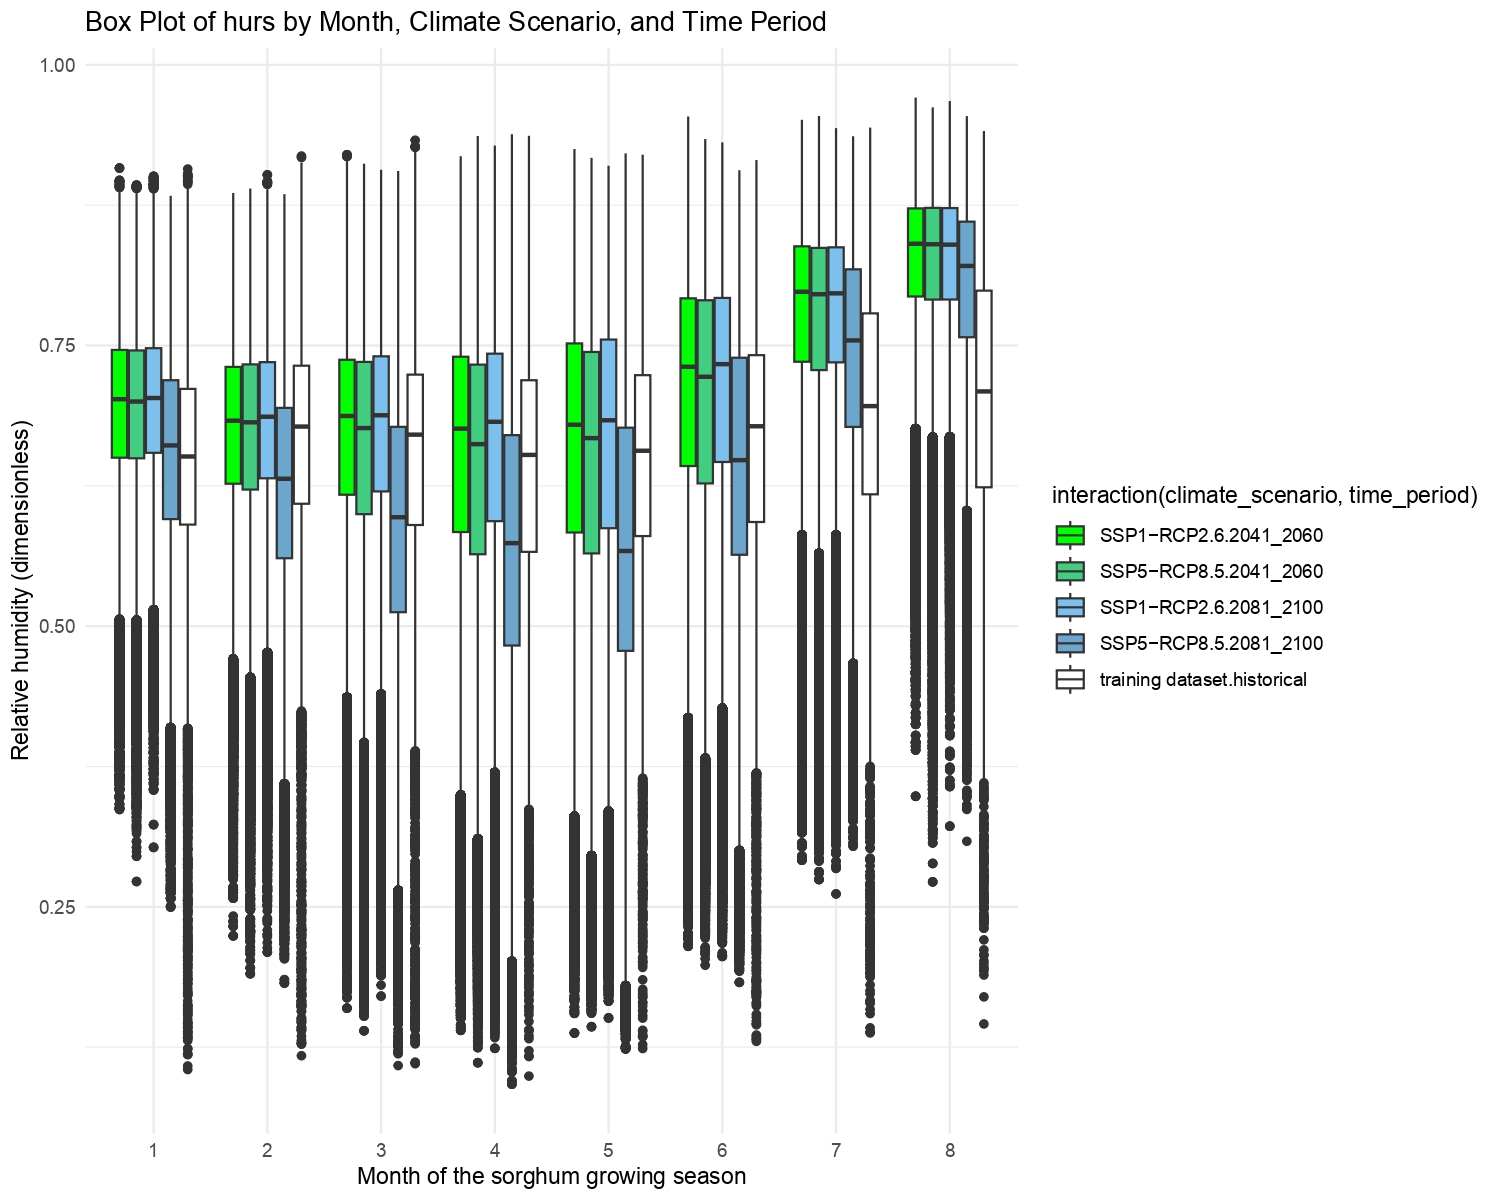 Box Plot of hurs by Month, Climate Scenario, and Time Period
Relative humidity (dimensionless)
1.00
0.75
0.50
0.25
1 2 3 4 5 6 7 8
Month of the sorghum growing season
interaction(climate_scenario, time_period)
SSP1−RCP2.6.2041_2060
SSP5−RCP8.5.2041_2060
SSP1−RCP2.6.2081_2100
SSP5−RCP8.5.2081_2100
training dataset.historical